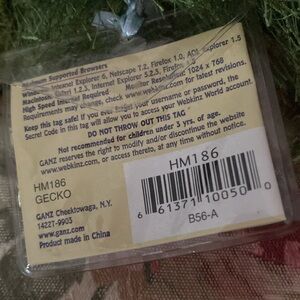 Minimum Supported Browsers
Windows: Internet Explorer 6, Netscape 7.2, Firefox 1.0, AOL Explorer 1.5
Macintosh: Safari 1.2.3, Internet Explorer 5.2.3, Firefox 1.0
High Speed Internet Required Monitor Resolution: 1024 x 768
Requirements may change, check www.webkinz.com for latest revisions.
Keep this tag safe! If you ever forget your username or password, the
Secret Code in this tag will allow you to access your Webkinz World account.
DO NOT THROW OUT THIS TAG
Not recommended for children under 3 yrs. of age.
GANZ reserves the right to modify and/or discontinue the website
www.webkinz.com, or access thereto, at any time without notice.
HM186
GECKO
GANZ Cheektowaga, N.Y.
14227-9903
www.ganz.com
Product made in China
HM186
6 61371 10050 0
B56-A